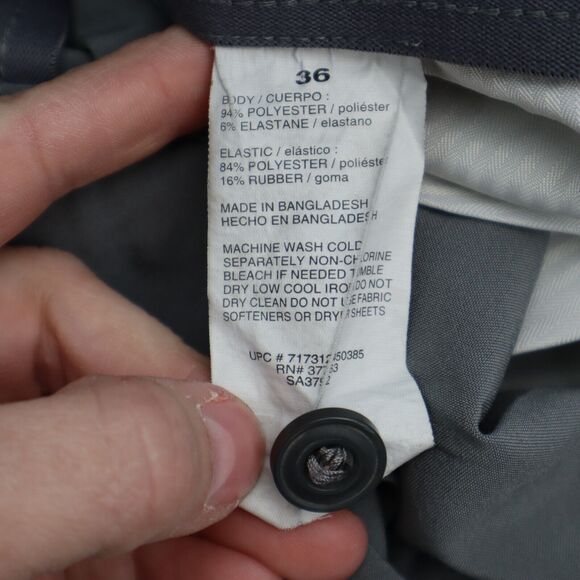 36
BODY / CUERPO :
94% POLYESTER / poliéster
6% ELASTANE / elastano
ELASTIC / elástico :
84% POLYESTER / poliéster
16% RUBBER / goma
MADE IN BANGLADESH
HECHO EN BANGLADESH
MACHINE WASH COLD
SEPARATELY NON-CHLORINE
BLEACH IF NEEDED TUMBLE
DRY LOW COOL IRON DO NOT
DRY CLEAN DO NOT USE FABRIC
SOFTENERS OR DRYER SHEETS
UPC #
RN#